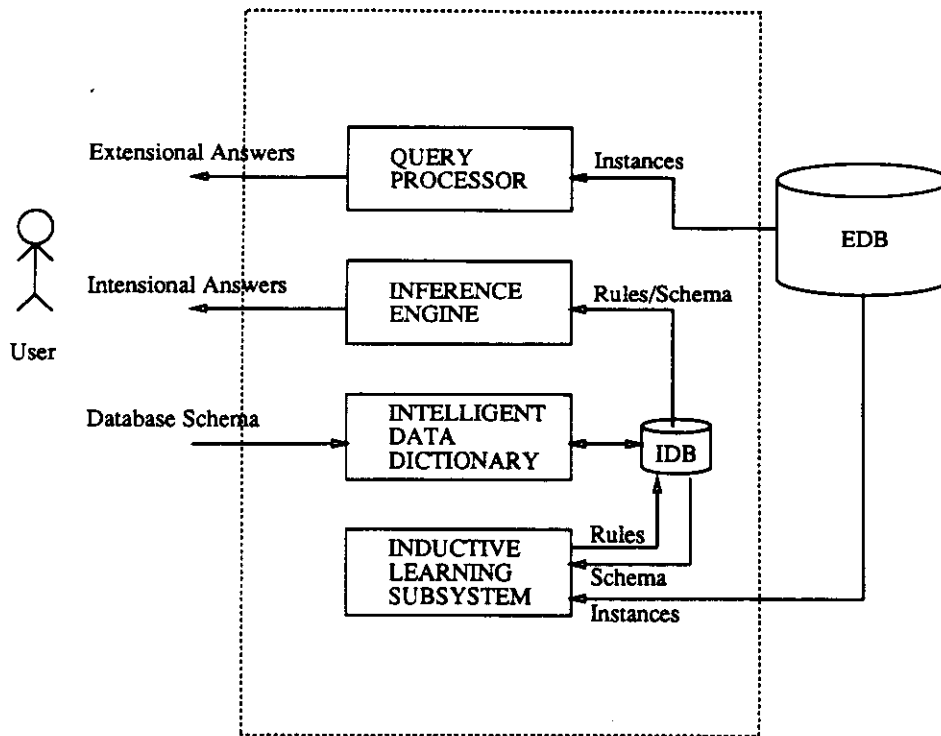 Extensional Answers
QUERY
PROCESSOR
Instances
EDB
Intensional Answers
INFERENCE
ENGINE
Rules/Schema
User
Database Schema
INTELLIGENT
DATA
DICTIONARY
IDB
INDUCTIVE
LEARNING
SUBSYSTEM
Rules
Schema
Instances